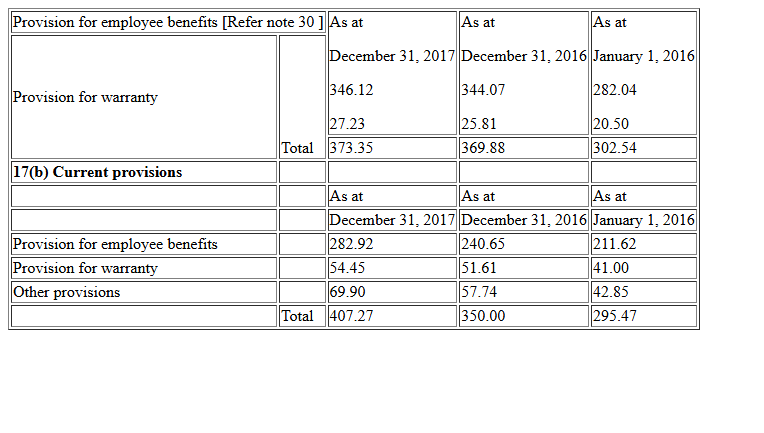 Provision for employee benefits [Refer note 30 ] As at As at As at
December 31, 2017 December 31, 2016 January 1, 2016
Provision for warranty 346.12 344.07 282.04
27.23 25.81 20.50
Total 373.35 369.88 302.54
17(b) Current provisions
As at As at As at
December 31, 2017 December 31, 2016 January 1, 2016
Provision for employee benefits 282.92 240.65 211.62
Provision for warranty 54.45 51.61 41.00
Other provisions 69.90 57.74 42.85
Total 407.27 350.00 295.47